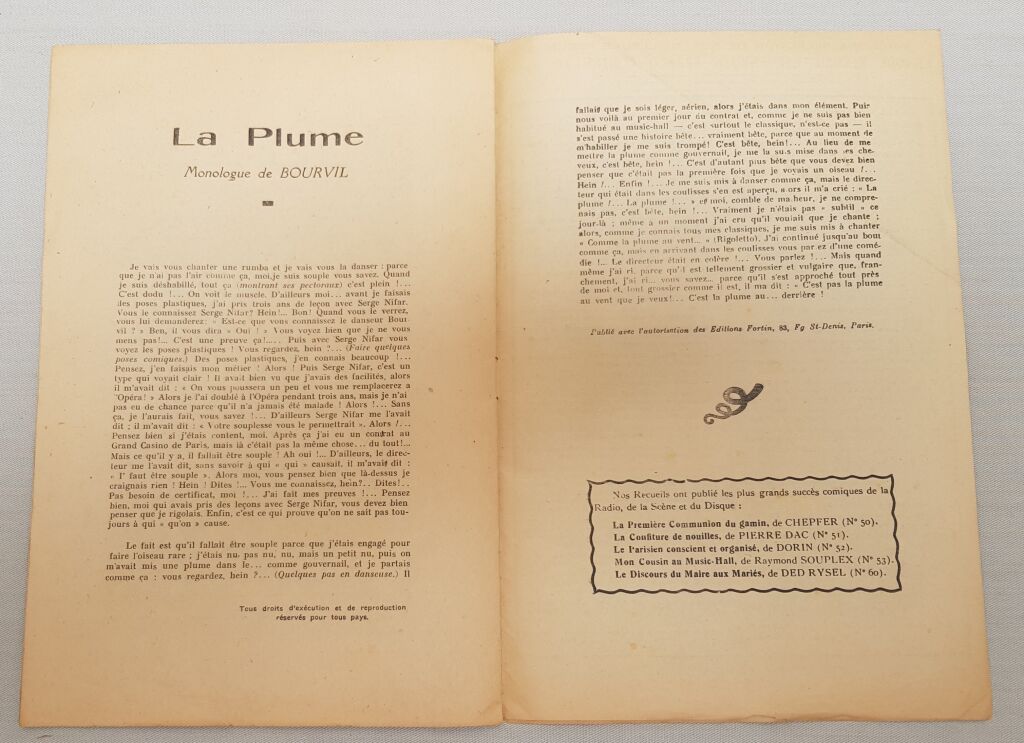 La Plume
Monologue de BOURVIL
Je vais vous chanter une rumba et je vais vous la danser : parce
que je n'ai pas l'air comme ça, moi,je suis souple vous savez. Quand
je suis déshabillé, tout ça (montrant ses pectoraux) c'est plein !...
C'est dodu !... On voit le muscle. D'ailleurs moi... avant je faisais
des poses plastiques, j'ai pris trois ans de leçon avec Serge Nifar.
Vous le connaissez Serge Nifar? Hein!... Bon! Quand vous le verrez,
vous lui demanderez: « Est-ce que vous connaissez le danseur Bour-
vil ? » Ben, il vous dira « Oui ! » Vous voyez bien que je ne vous
mens pas!... C'est une preuve ça!.... Puis avec Serge Nifar vous
voyez les poses plastiques ! Vous regardez, hein ?... (Faire quelques
poses comiques.) Des poses plastiques, j'en connais beaucoup !...
Pensez, j'en faisais mon métier ! Alors ! Puis Serge Nifar, c'est un
type qui voyait clair ! Il avait bien vu que j'avais des facilités, alors
il m'avait dit : « On vous poussera un peu et vous me remplacerez a
"Opéra! » Alors je l'ai doublé à l'Opéra pendant trois ans, mais je n'ai
pas eu de chance parce qu'il n'a jamais été malade ! Alors !... Sans
ça, je l'aurais fait, vous savez !... D'ailleurs Serge Nifar me l'avait
dit ; il m'avait dit : « Votre souplesse vous le permettrait ». Alors !...
Pensez bien si j'étais content, moi. Après ça j'ai eu un contrat au
Grand Casino de Paris, mais là c'était pas la même chose... du tout!...
Mais ce qu'il y a, il fallait être souple ! Ah oui !... D'ailleurs, le direc-
teur me l'avait dit, sans savoir à qui « qui » causait, il m'avait dit :
« I' faut être souple ». Alors moi, vous pensez bien que là-dessus je
craignais rien ! Hein ! Dites !... Vous me connaissez, hein?.. Dites!..
Pas besoin de certificat, moi !... J'ai fait mes preuves !... Pensez
bien, moi qui avais pris des leçons avec Serge Nifar, vous devez bien
penser que je rigolais. Enfin, c'est ce qui prouve qu'on ne sait pas tou-
jours à qui « qu'on » cause.
Le fait est qu'il fallait être souple parce que j'étais engagé pour
faire l'oiseau rare ; j'étais nu, pas nu, nu, mais un petit nu, puis on
m'avait mis une plume dans le... comme gouvernail, et je partais
comme ça : vous regardez, hein ?... (Quelques pas en danseuse.) Il
Tous droits d'exécution et de reproduction
réservés pour tous pays.
fallait que je sois léger, aérien, alors j'étais dans mon élément. Puis
nous voilà au premier jour du contrat et, comme je ne suis pas bien
habitué au music-hall — c'est surtout le classique, n'est-ce pas — il
s'est passé une histoire bête... vraiment bête, parce que au moment de
m'habiller je me suis trompé! C'est bête, hein!... Au lieu de me
mettre la plume comme gouvernail, je me la suis mise dans les che-
veux, c'est bête, hein !... C'est d'autant plus bête que vous devez bien
penser que c'était pas la première fois que je voyais un oiseau !...
Hein !... Enfin !... Je me suis mis à danser comme ça, mais le direc-
teur qui était dans les coulisses s'en est aperçu, alors il m'a crié : « La
plume !... La plume !... » et moi, comble de malheur, je ne compre-
nais pas, c'est bête, hein !... Vraiment je n'étais pas « subtil » ce
jour-là ; même a un moment j'ai cru qu'il voulait que je chante ;
alors, comme je connais tous mes classiques, je me suis mis à chanter
« Comme la plume au vent... » (Rigoletto). J'ai continué jusqu'au bout
comme ça, mais en arrivant dans les coulisses vous parlez d'une comé-
die !... Le directeur était en colère !... Vous parlez !... Mais quand
même j'ai ri, parce qu'il est tellement grossier et vulgaire que, fran-
chement, j'ai ri... vous savez... parce qu'il s'est approché tout près
de moi et, tout grossier comme il est, il ma dit : « C'est pas la plume
au vent que je veux!... C'est la plume au... derrière !
Publié avec l'autorisation des Editions Fortin, 83, Fg St-Denis, Paris.
Nos Recueils ont publié les plus grands succès comiques de la
Radio, de la Scène et du Disque :
La Première Communion du gamin, de CHEPFER (N° 50).
La Confiture de nouilles, de PIERRE DAC (N° 51).
Le Parisien conscient et organisé, de DORIN (N° 52).
Mon Cousin au Music-Hall, de Raymond SOUPLEX (N° 53).
Le Discours du Maire aux Mariés, de DED RYSEL (N° 60).